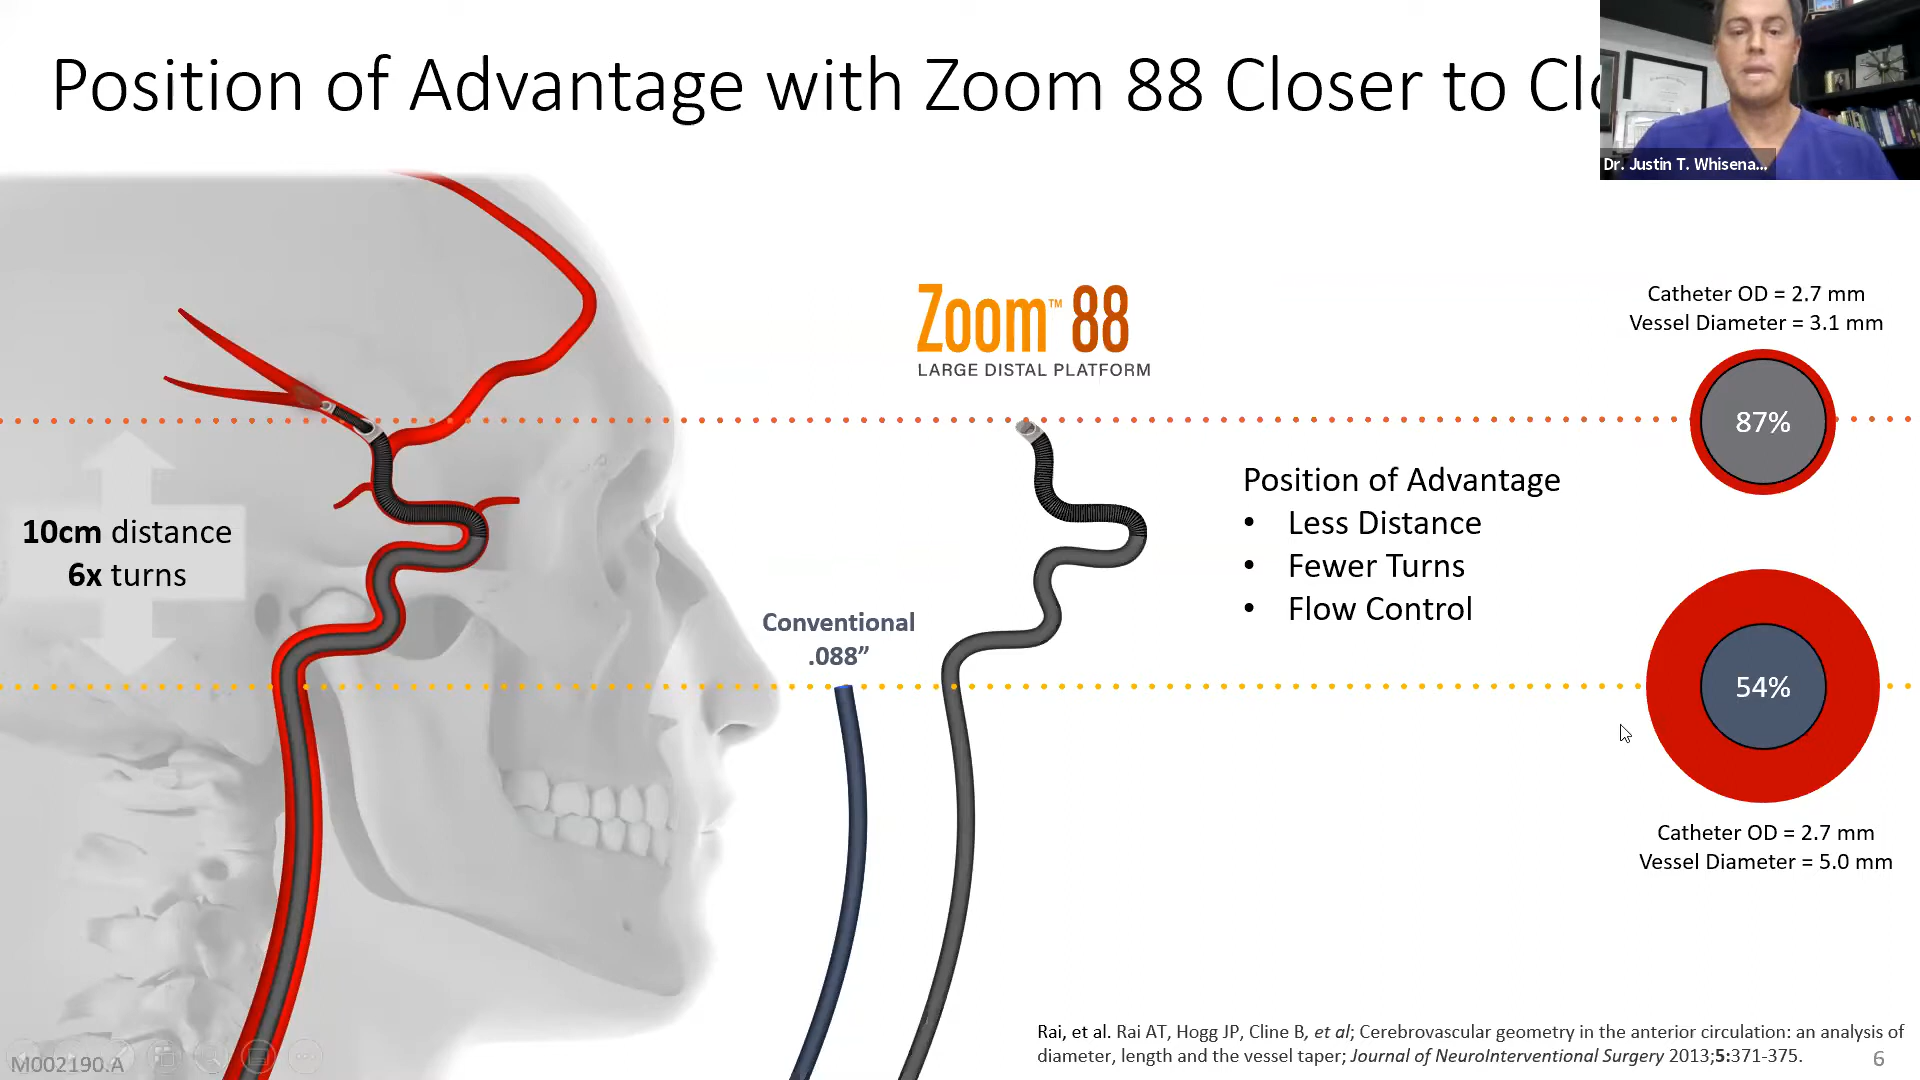 Position of Advantage with Zoom 88 Closer to Clo
Dr. Justin T. Whisena...
Catheter OD = 2.7 mm
Vessel Diameter = 3.1 mm
Zoom™ 88
LARGE DISTAL PLATFORM
87%
Position of Advantage
• Less Distance
• Fewer Turns
• Flow Control
10cm distance
6x turns
Conventional
.088”
54%
Catheter OD = 2.7 mm
Vessel Diameter = 5.0 mm
Rai, et al. Rai AT, Hogg JP, Cline B, et al; Cerebrovascular geometry in the anterior circulation: an analysis of
diameter, length and the vessel taper; Journal of NeuroInterventional Surgery 2013;5:371-375.
M002190.A
6